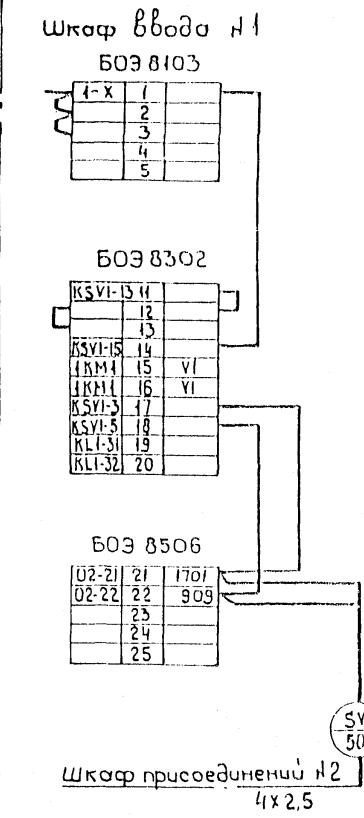 Шкаф ввода №1
БОЭ 8103
1-X 1
2
3
4
5
БОЭ 8302
KSV1-13 11
12
13
KSV1-15 14
1KM1 15 V1
1KM1 16 V1
KSV1-3 17
KSV1-5 18
KL1-31 19
KL1-32 20
БОЭ 8506
02-21 21 1701
02-22 22 909
23
24
25
SV
50
Шкаф присоединений №2
4x2,5